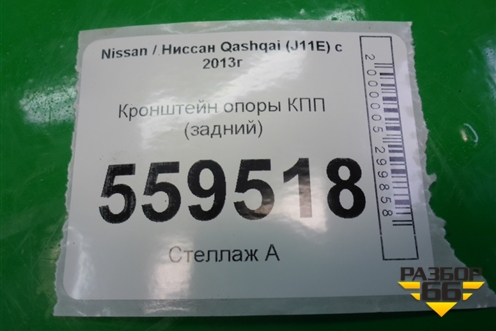 Nissan / Ниссан Qashqai (J11E) с
2013г
Кронштейн опоры КПП
(задний)
559518
Стеллаж А
2000005299858
РАЗБОР
66